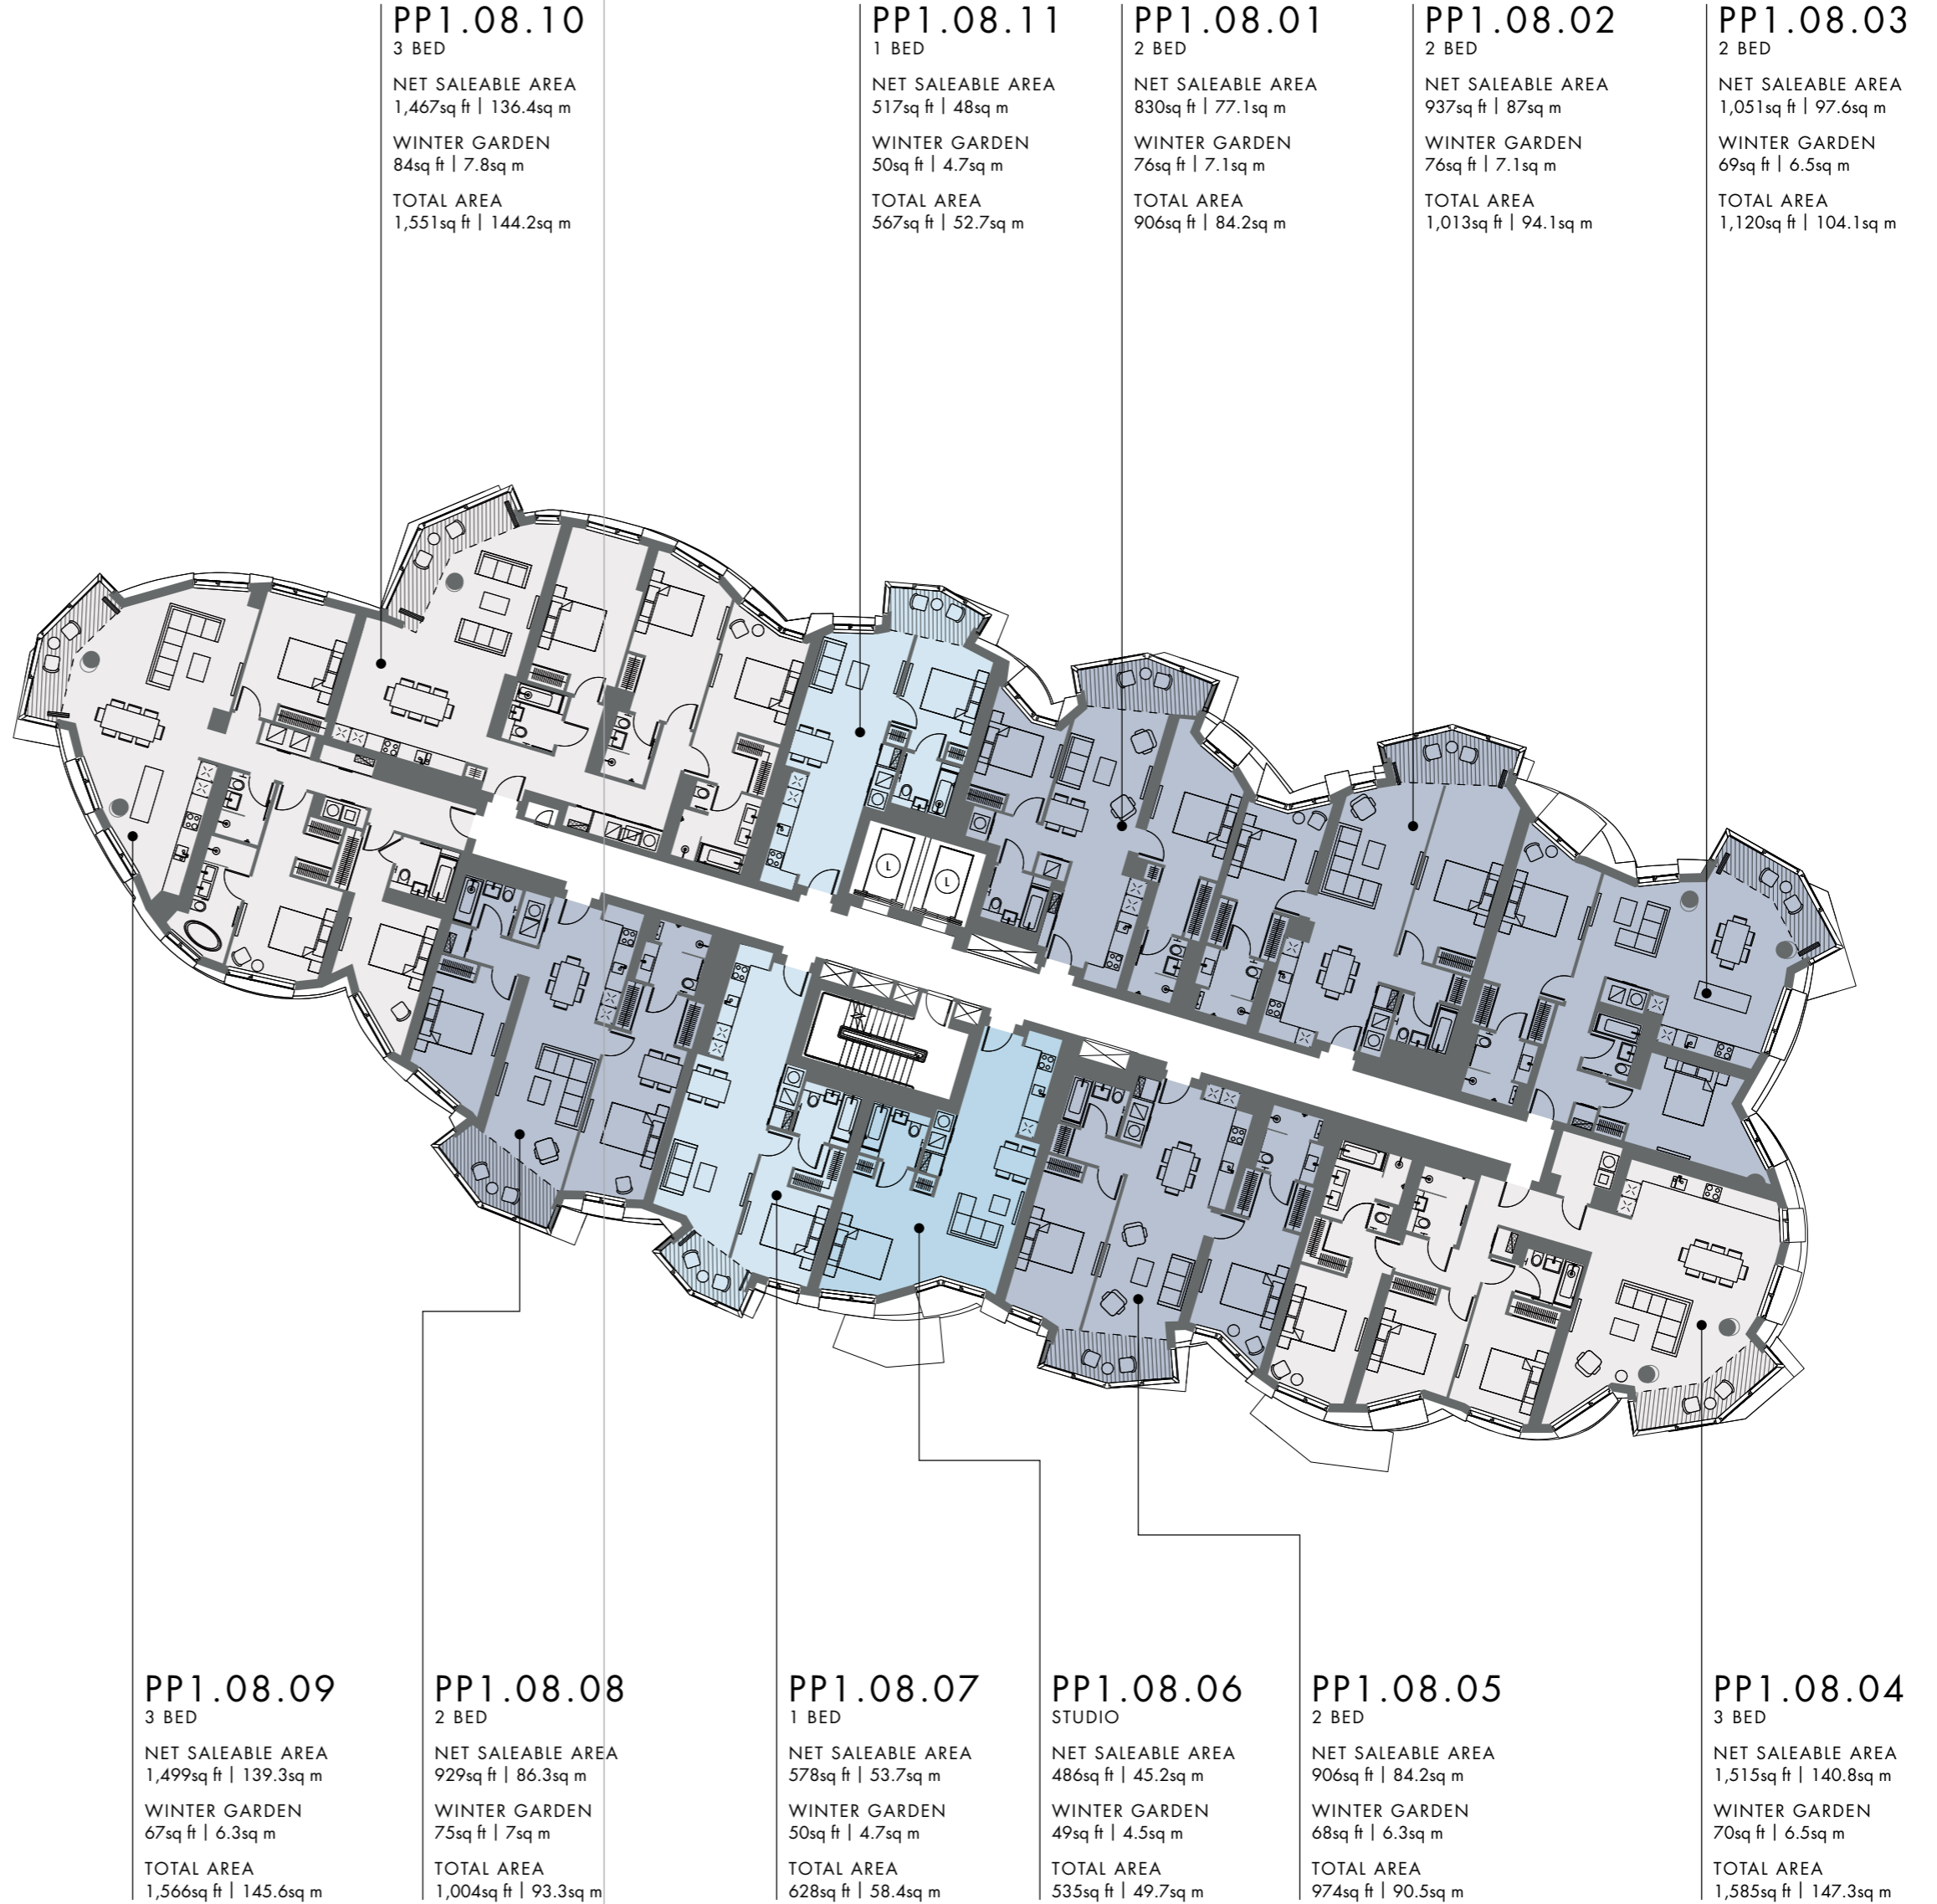 PP1.08.10
3 BED
NET SALEABLE AREA
1,467sq ft | 136.4sq m
WINTER GARDEN
84sq ft | 7.8sq m
TOTAL AREA
1,551sq ft | 144.2sq m
PP1.08.11
1 BED
NET SALEABLE AREA
517sq ft | 48sq m
WINTER GARDEN
50sq ft | 4.7sq m
TOTAL AREA
567sq ft | 52.7sq m
PP1.08.01
2 BED
NET SALEABLE AREA
830sq ft | 77.1sq m
WINTER GARDEN
76sq ft | 7.1sq m
TOTAL AREA
906sq ft | 84.2sq m
PP1.08.02
2 BED
NET SALEABLE AREA
937sq ft | 87sq m
WINTER GARDEN
76sq ft | 7.1sq m
TOTAL AREA
1,013sq ft | 94.1sq m
PP1.08.03
2 BED
NET SALEABLE AREA
1,051sq ft | 97.6sq m
WINTER GARDEN
69sq ft | 6.5sq m
TOTAL AREA
1,120sq ft | 104.1sq m
L
L
PP1.08.09
3 BED
NET SALEABLE AREA
1,499sq ft | 139.3sq m
WINTER GARDEN
67sq ft | 6.3sq m
TOTAL AREA
1,566sq ft | 145.6sq m
PP1.08.08
2 BED
NET SALEABLE AREA
929sq ft | 86.3sq m
WINTER GARDEN
75sq ft | 7sq m
TOTAL AREA
1,004sq ft | 93.3sq m
PP1.08.07
1 BED
NET SALEABLE AREA
578sq ft | 53.7sq m
WINTER GARDEN
50sq ft | 4.7sq m
TOTAL AREA
628sq ft | 58.4sq m
PP1.08.06
STUDIO
NET SALEABLE AREA
486sq ft | 45.2sq m
WINTER GARDEN
49sq ft | 4.5sq m
TOTAL AREA
535sq ft | 49.7sq m
PP1.08.05
2 BED
NET SALEABLE AREA
906sq ft | 84.2sq m
WINTER GARDEN
68sq ft | 6.3sq m
TOTAL AREA
974sq ft | 90.5sq m
PP1.08.04
3 BED
NET SALEABLE AREA
1,515sq ft | 140.8sq m
WINTER GARDEN
70sq ft | 6.5sq m
TOTAL AREA
1,585sq ft | 147.3sq m